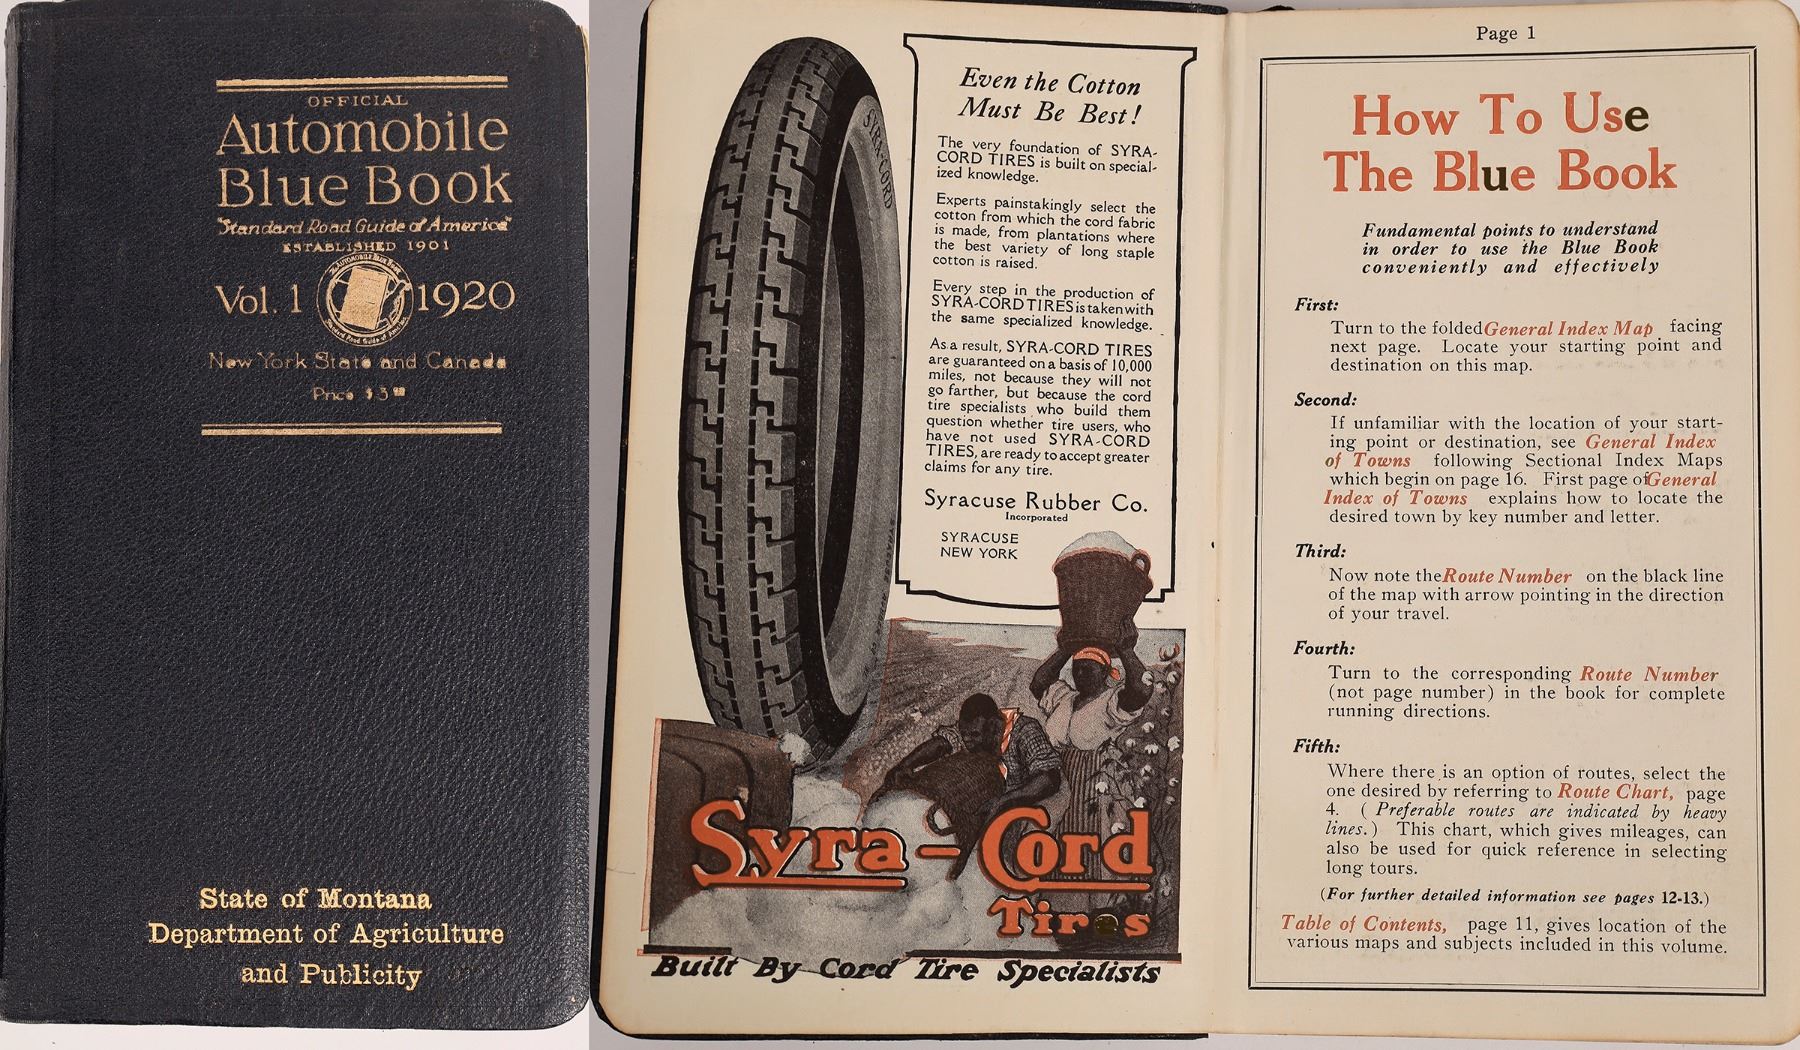 OFFICIAL
Automobile
Blue Book
"Standard Road Guide of America"
ESTABLISHED 1901
Vol. 1 1920
New York State and Canada
Price $3.00
State of Montana
Department of Agriculture
and Publicity
Even the Cotton
Must Be Best!
The very foundation of SYRA-
CORD TIRES is built on special-
ized knowledge.
Experts painstakingly select the
cotton from which the cord fabric
is made, from plantations where
the best variety of long staple
cotton is raised.
Every step in the production of
SYRA-CORD TIRES is taken with
the same specialized knowledge.
As a result, SYRA-CORD TIRES
are guaranteed on a basis of 10,000
miles, not because they will not
go farther, but because the cord
tire specialists who build them
question whether tire users, who
have not used SYRA-CORD
TIRES, are ready to accept greater
claims for any tire.
Syracuse Rubber Co.
Incorporated
SYRACUSE
NEW YORK
SYRA-CORD
Syra-Cord
Tires
Built By Cord Tire Specialists
Page 1
How To Use
The Blue Book
Fundamental points to understand
in order to use the Blue Book
conveniently and effectively
First:
Turn to the folded General Index Map facing
next page. Locate your starting point and
destination on this map.
Second:
If unfamiliar with the location of your start-
ing point or destination, see General Index
of Towns following Sectional Index Maps
which begin on page 16. First page of General
Index of Towns explains how to locate the
desired town by key number and letter.
Third:
Now note the Route Number on the black line
of the map with arrow pointing in the direction
of your travel.
Fourth:
Turn to the corresponding Route Number
(not page number) in the book for complete
running directions.
Fifth:
Where there is an option of routes, select the
one desired by referring to Route Chart, page
4. (Preferable routes are indicated by heavy
lines.) This chart, which gives mileages, can
also be used for quick reference in selecting
long tours.
(For further detailed information see pages 12-13.)
Table of Contents, page 11, gives location of the
various maps and subjects included in this volume.